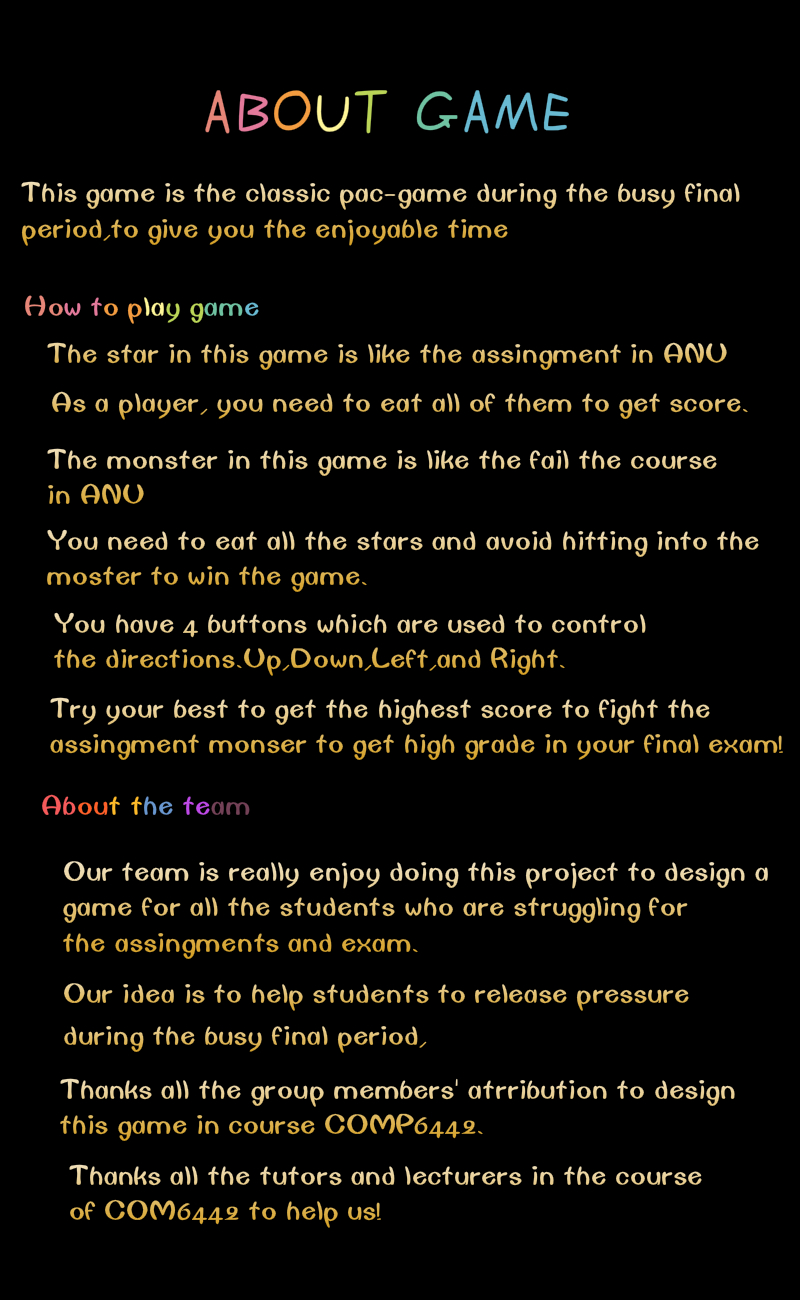 ABOUT GAME
This game is the classic pac-game during the busy final
period,to give you the enjoyable time
How to play game
The star in this game is like the assingment in ANU
As a player, you need to eat all of them to get score.
The monster in this game is like the fail the course
in ANU
You need to eat all the stars and avoid hitting into the
moster to win the game.
You have 4 buttons which are used to control
the directions.Up,Down,Left,and Right.
Try your best to get the highest score to fight the
assingment monser to get high grade in your final exam!
About the team
Our team is really enjoy doing this project to design a
game for all the students who are struggling for
the assingments and exam.
Our idea is to help students to release pressure
during the busy final period,
Thanks all the group members' atrribution to design
this game in course COMP6442.
Thanks all the tutors and lecturers in the course
of COM6442 to help us!